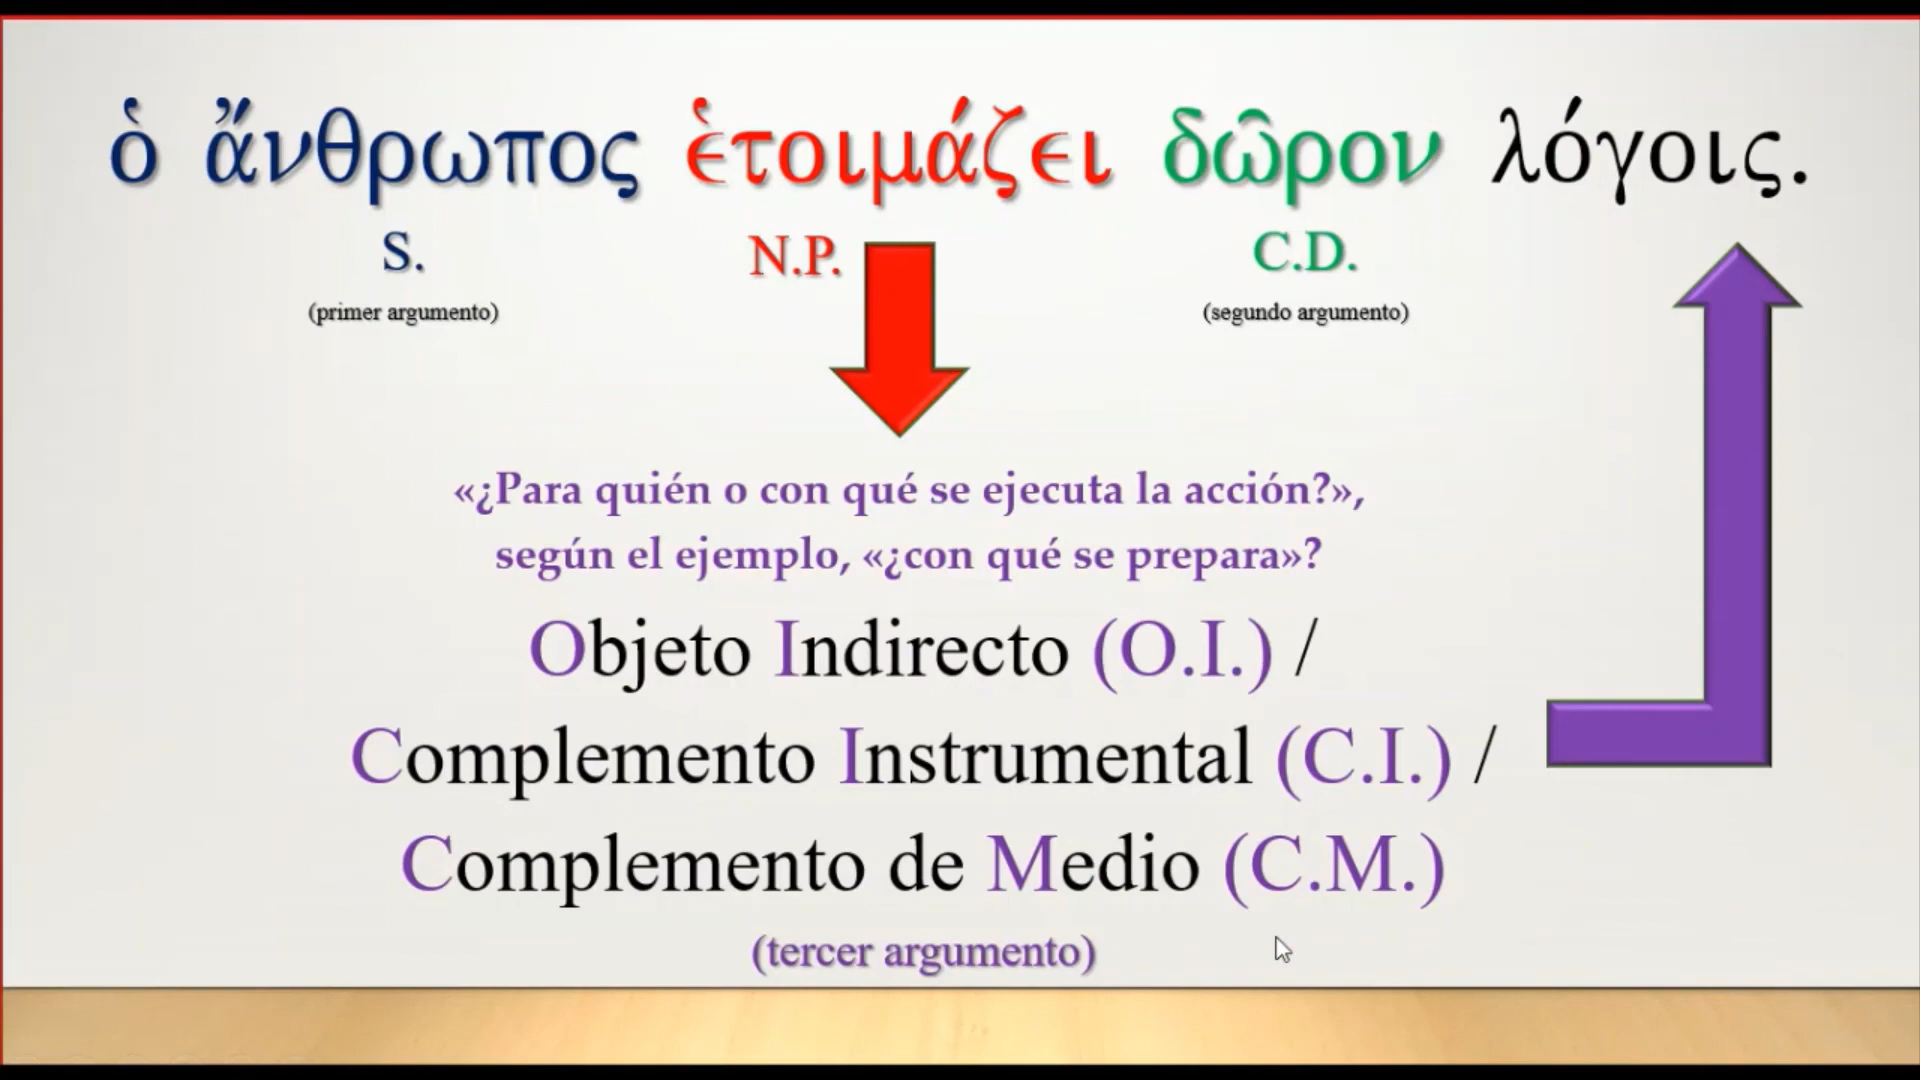 ὁ ἄνθρωπος ἑτοιμάζει δῶρον λόγοις.
S. N.P. C.D.
(primer argumento) (segundo argumento)
«¿Para quién o con qué se ejecuta la acción?»,
según el ejemplo, «¿con qué se prepara»?
Objeto Indirecto (O.I.) /
Complemento Instrumental (C.I.) /
Complemento de Medio (C.M.)
(tercer argumento)